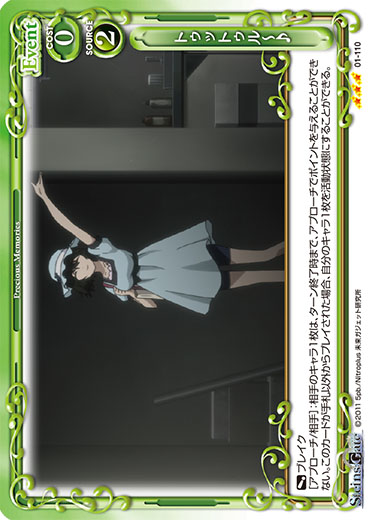 Event
COST
0
SOURCE
2
トゥットゥルー♪
01-110
Precious Memories
ブレイク
[アプローチ/相手]:相手のキャラ1枚は、ターン終了時まで、アプローチでポイントを与えることができ
ない。このカードが手札以外からプレイされた場合、自分のキャラ1枚を活動状態にすることができる。
Steins;Gate
©2011 5pb./Nitroplus 未来ガジェット研究所